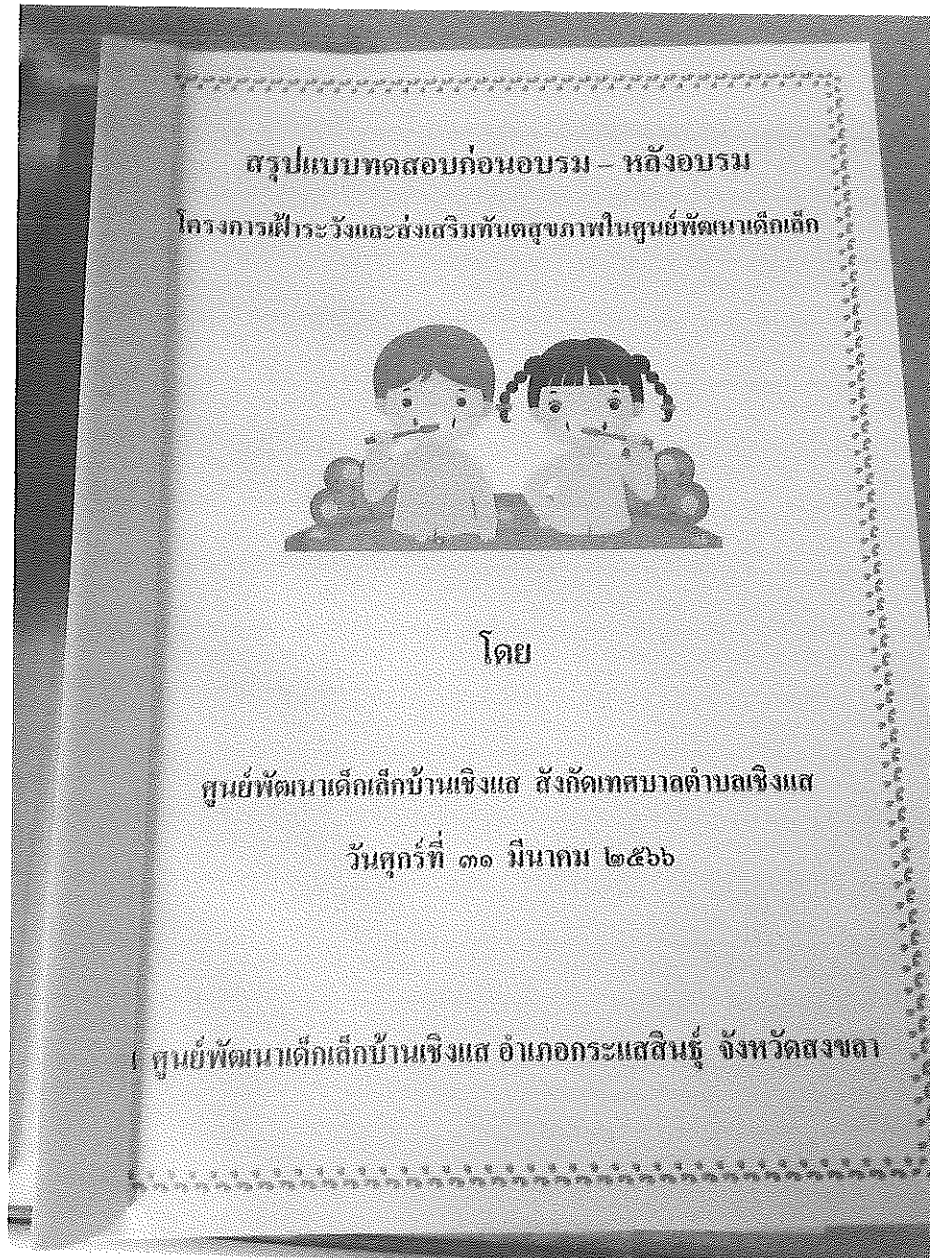 สรุปแบบทดสอบก่อนอบรม – หลังอบรม
โครงการเฝ้าระวังและส่งเสริมทันตสุขภาพในศูนย์พัฒนาเด็กเล็ก
โดย
ศูนย์พัฒนาเด็กเล็กบ้านเชิงแส สังกัดเทศบาลตำบลเชิงแส
วันศุกร์ที่ ๓๑ มีนาคม ๒๕๖๖
ศูนย์พัฒนาเด็กเล็กบ้านเชิงแส อำเภอกระแสสินธุ์ จังหวัดสงขลา